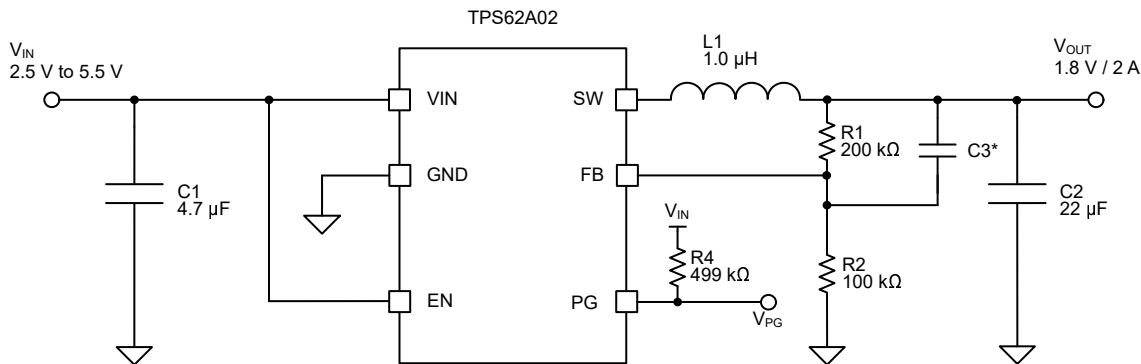 TPS62A02
V_IN
2.5 V to 5.5 V
VIN
GND
EN
SW
FB
PG
L1
1.0 µH
V_OUT
1.8 V / 2 A
R1
200 kΩ
C3*
C1
4.7 µF
C2
22 µF
V_IN
R4
499 kΩ
V_PG
R2
100 kΩ